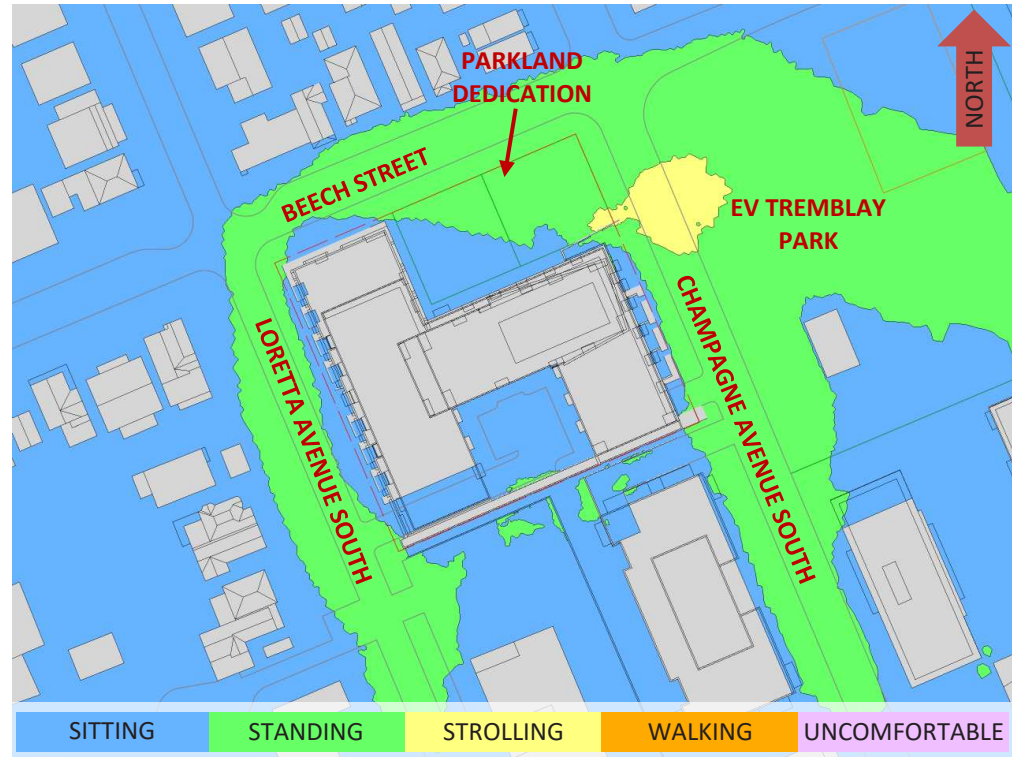 PARKLAND
DEDICATION
NORTH
BEECH STREET
EV TREMBLAY
PARK
LORETTA AVENUE SOUTH
CHAMPAGNE AVENUE SOUTH
SITTING
STANDING
STROLLING
WALKING
UNCOMFORTABLE